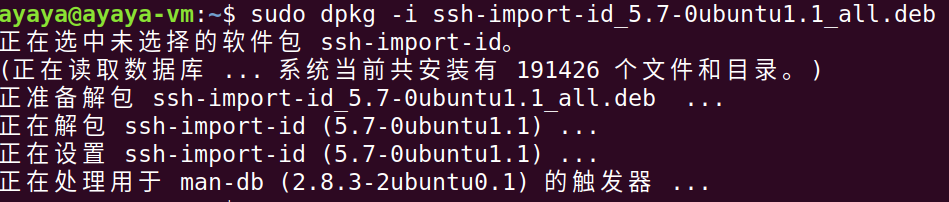 ayaya@ayaya-vm:~$ sudo dpkg -i ssh-import-id_5.7-0ubuntu1.1_all.deb
正在选中未选择的软件包 ssh-import-id。
(正在读取数据库 ... 系统当前共安装有 191426 个文件和目录。)
正准备解包 ssh-import-id_5.7-0ubuntu1.1_all.deb  ...
正在解包 ssh-import-id (5.7-0ubuntu1.1) ...
正在设置 ssh-import-id (5.7-0ubuntu1.1) ...
正在处理用于 man-db (2.8.3-2ubuntu0.1) 的触发器 ...